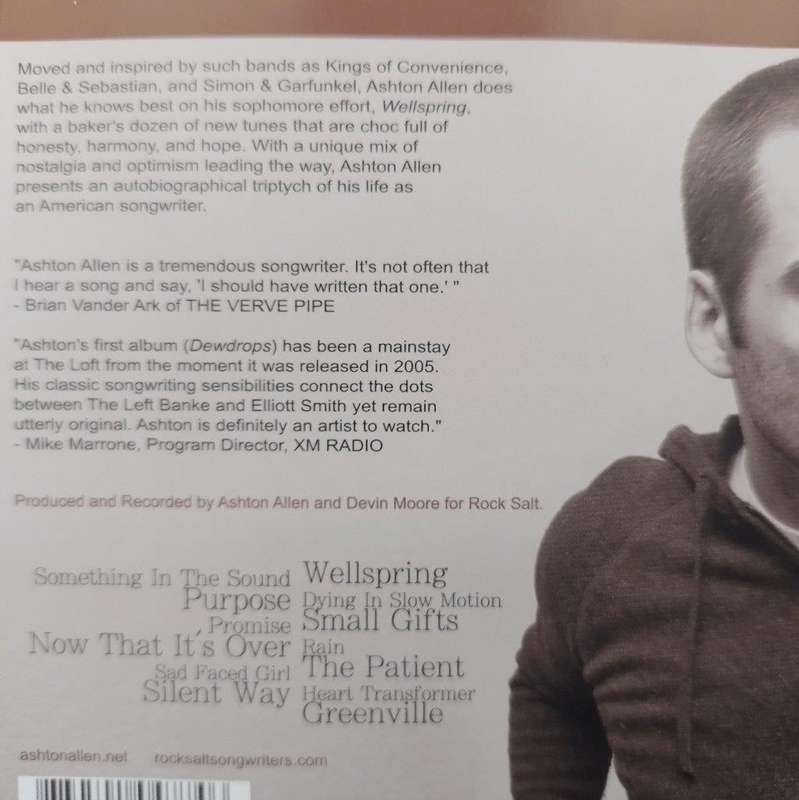 Moved and inspired by such bands as Kings of Convenience,
Belle & Sebastian, and Simon & Garfunkel, Ashton Allen does
what he knows best on his sophomore effort, Wellspring,
with a baker's dozen of new tunes that are choc full of
honesty, harmony, and hope. With a unique mix of
nostalgia and optimism leading the way, Ashton Allen
presents an autobiographical triptych of his life as
an American songwriter.
"Ashton Allen is a tremendous songwriter. It's not often that
I hear a song and say, 'I should have written that one.' "
- Brian Vander Ark of THE VERVE PIPE
"Ashton's first album (Dewdrops) has been a mainstay
at The Loft from the moment it was released in 2005.
His classic songwriting sensibilities connect the dots
between The Left Banke and Elliott Smith yet remain
utterly original. Ashton is definitely an artist to watch."
- Mike Marrone, Program Director, XM RADIO
Produced and Recorded by Ashton Allen and Devin Moore for Rock Salt.
Something In The Sound
Purpose
Promise
Now That It's Over
Sad Faced Girl
Silent Way
Wellspring
Dying In Slow Motion
Small Gifts
Rain
The Patient
Heart Transformer
Greenville
ashtonallen.net rocksaltsongwriters.com